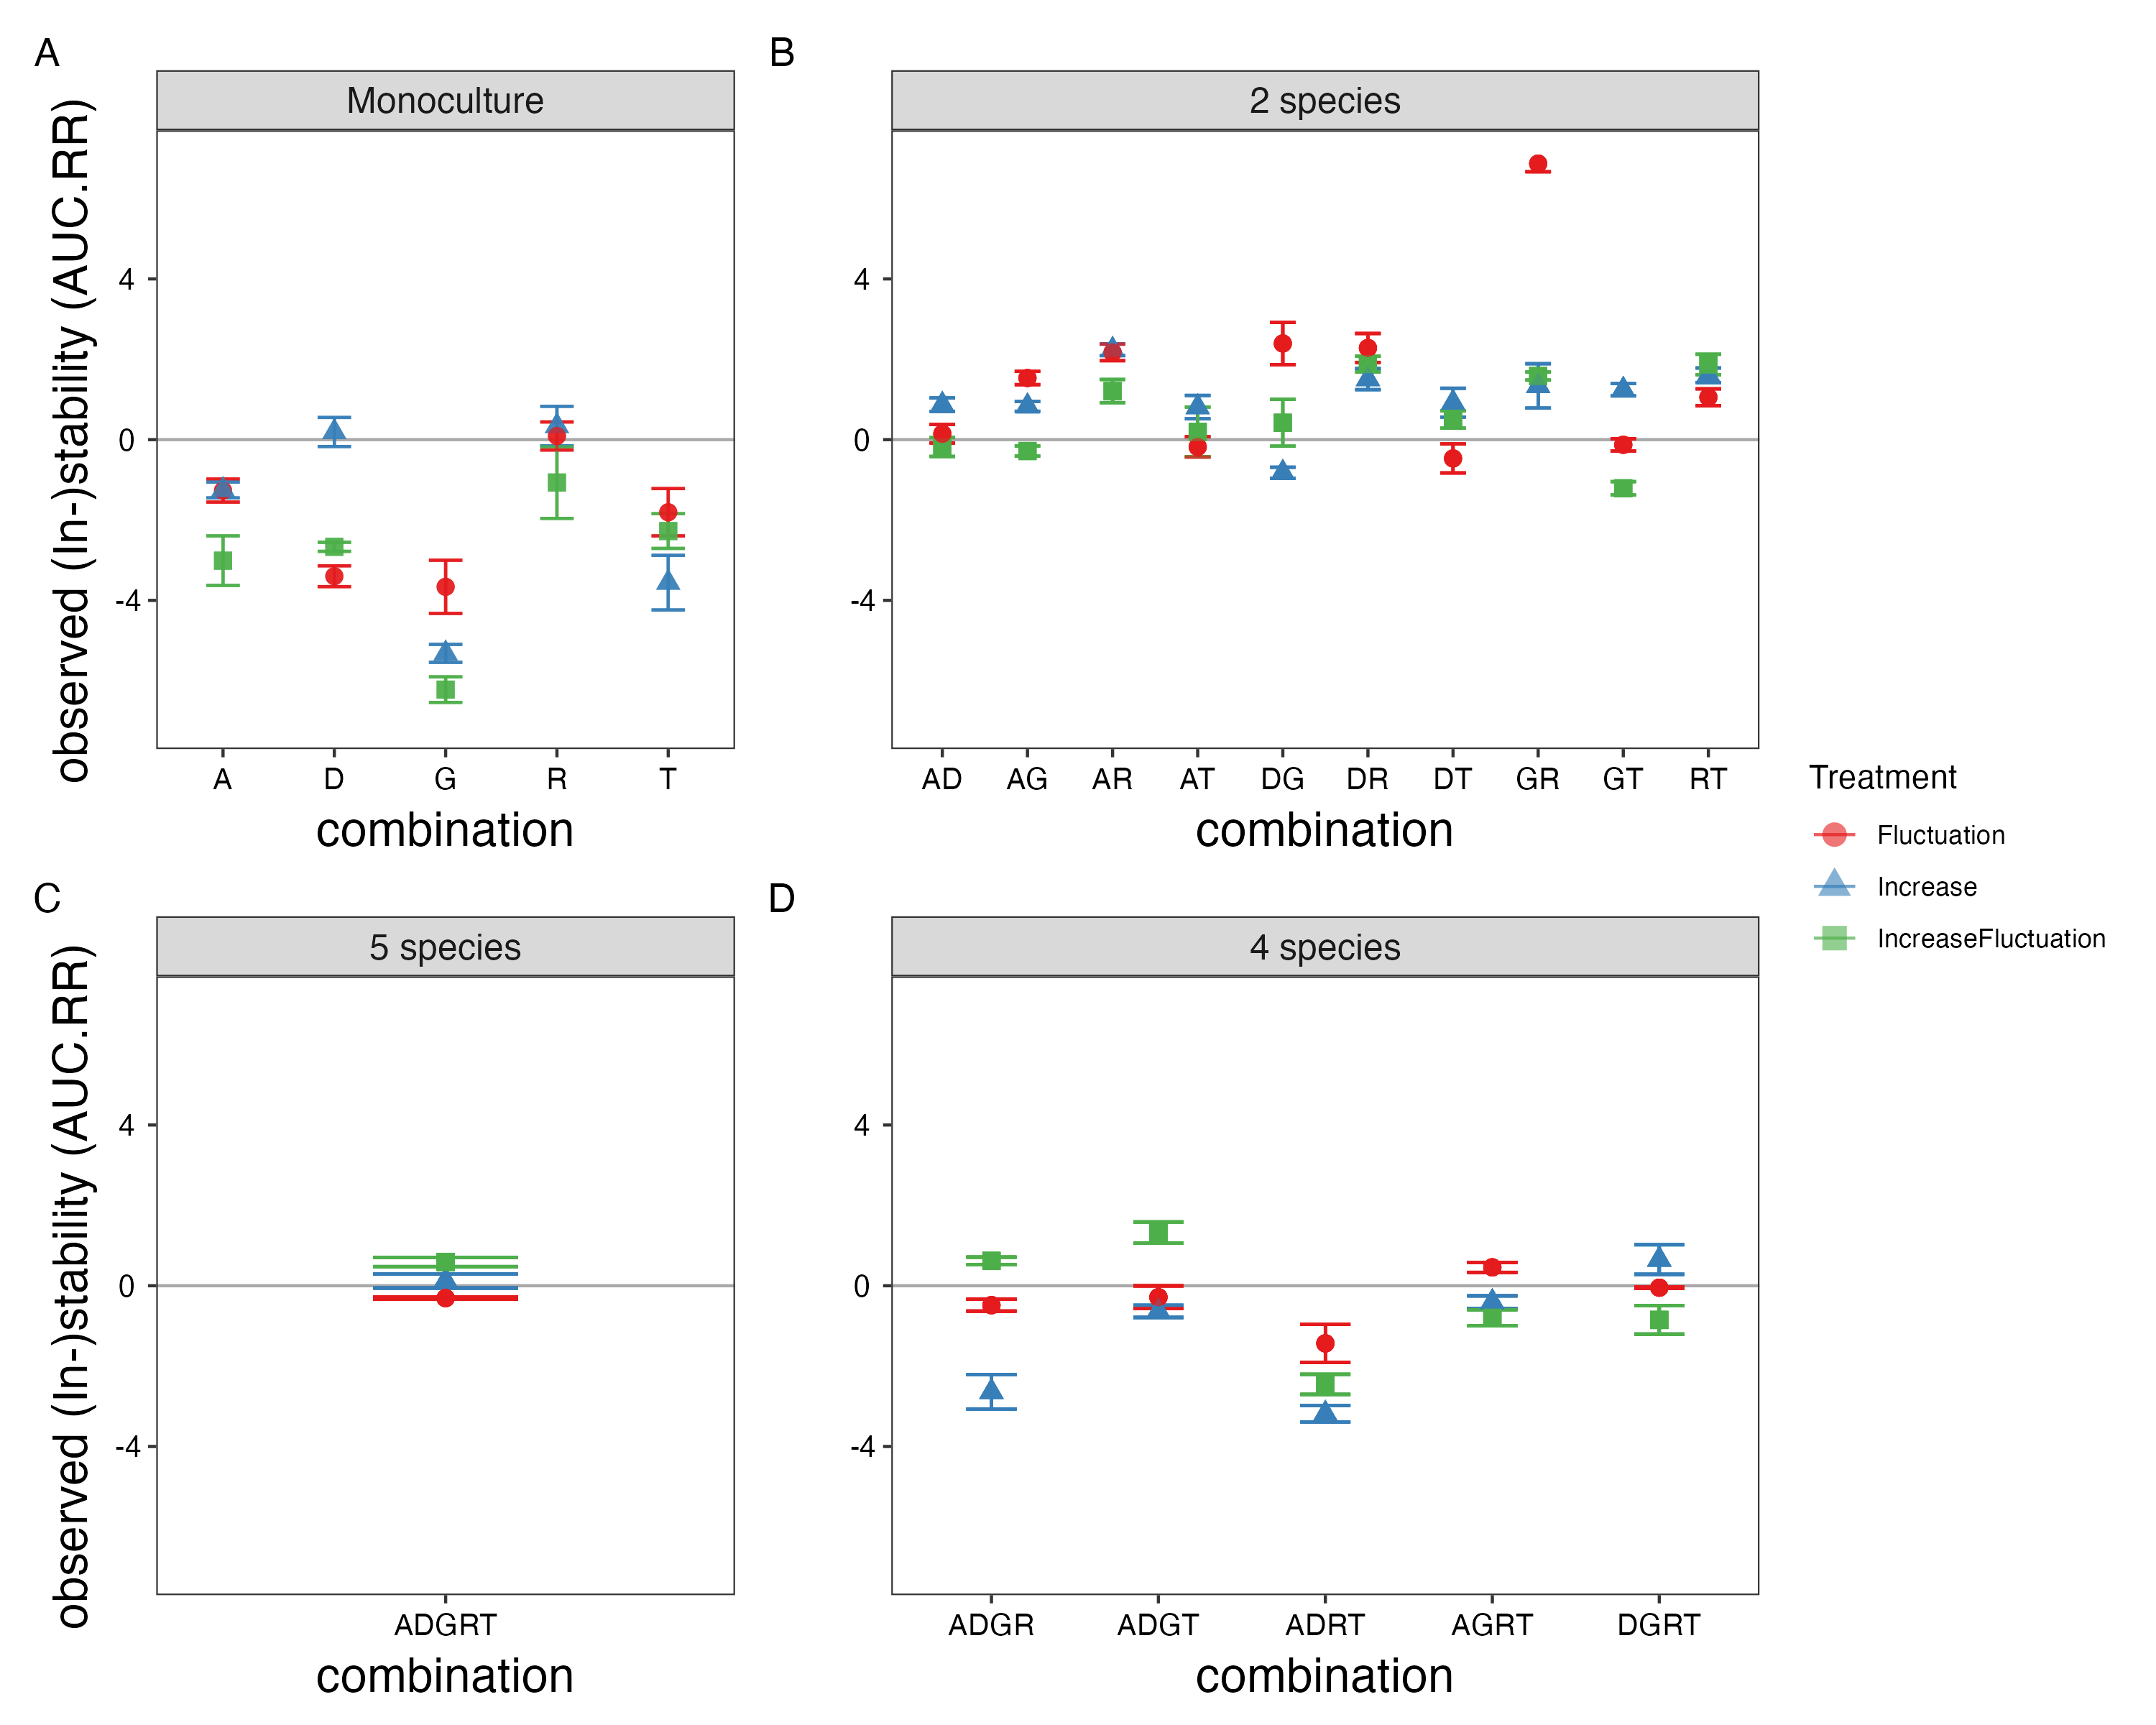 A
Monoculture
observed (In-)stability (AUC.RR)
4
0
-4
A D G R T
combination
B
2 species
4
0
-4
AD AG AR AT DG DR DT GR GT RT
combination
C
5 species
observed (In-)stability (AUC.RR)
4
0
-4
ADGRT
combination
D
4 species
4
0
-4
ADGR ADGT ADRT AGRT DGRT
combination
Treatment
Fluctuation
Increase
IncreaseFluctuation